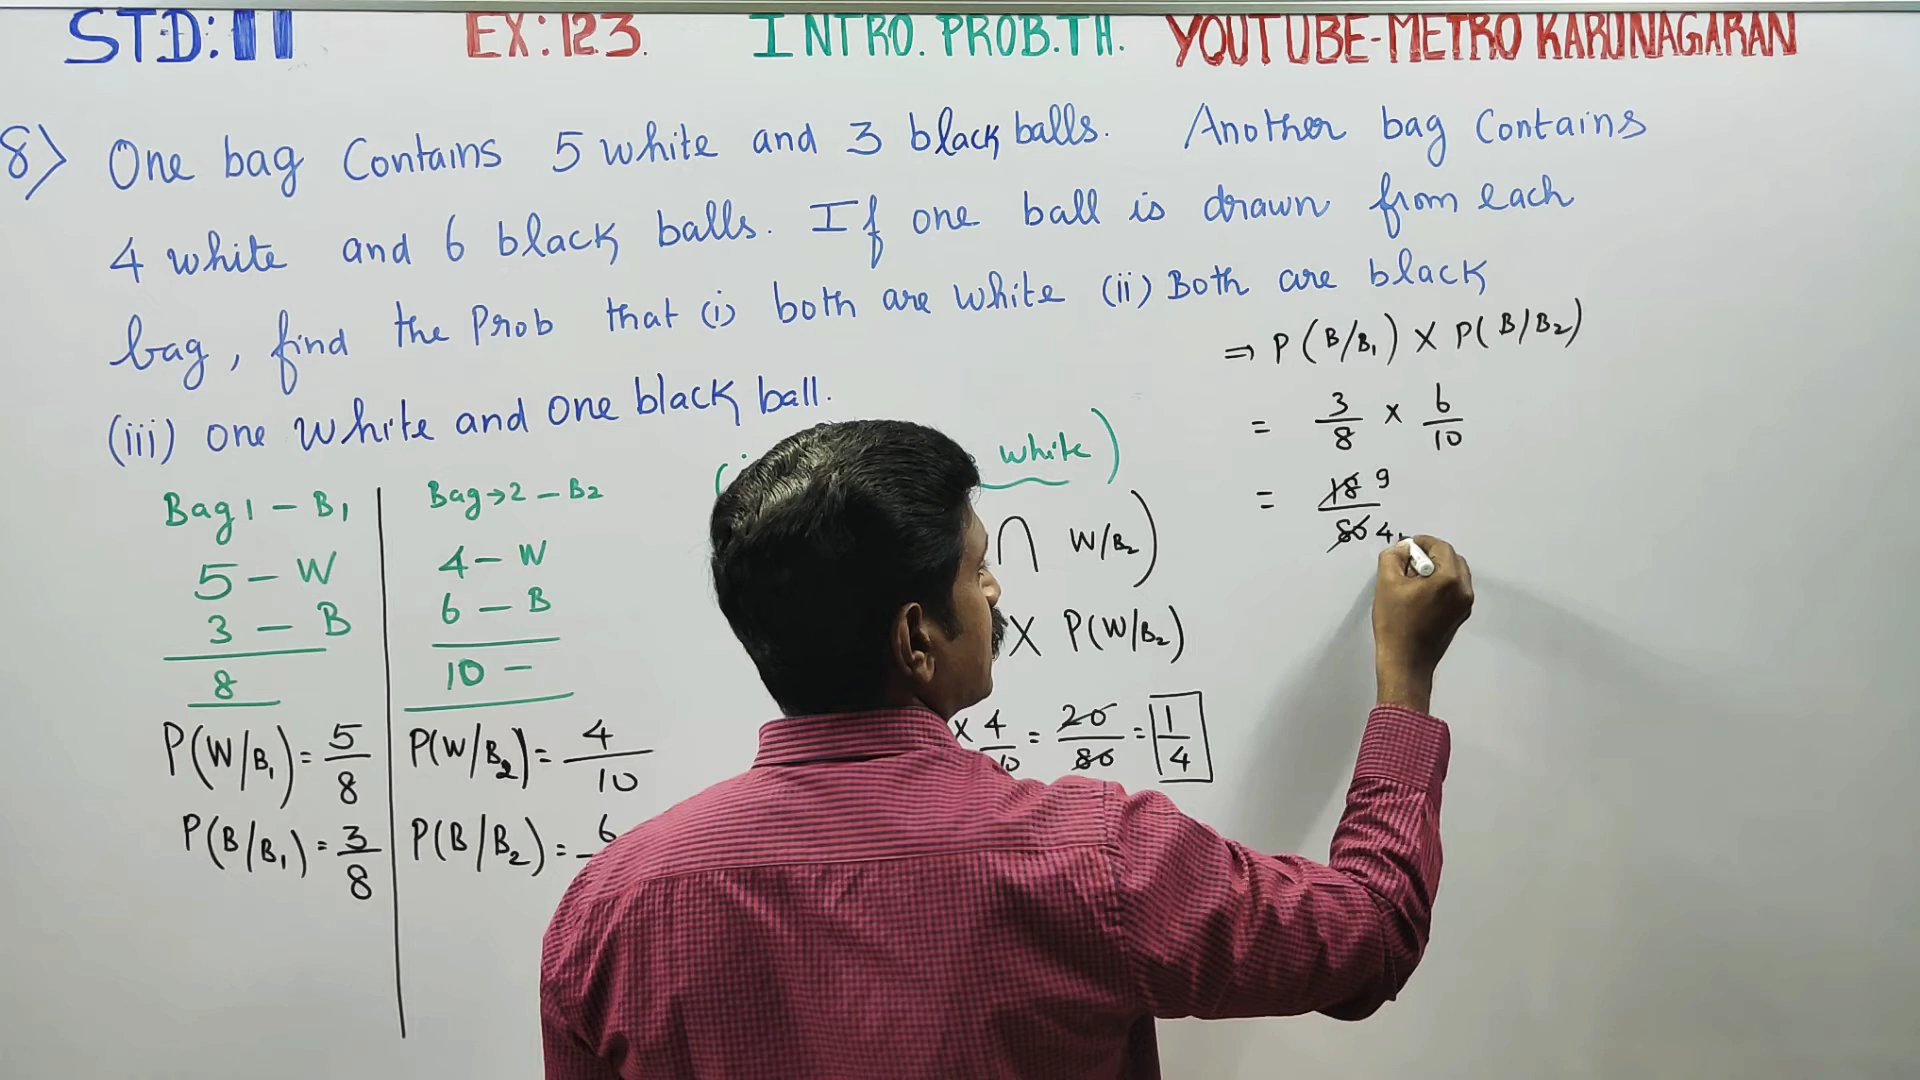 STD: 11 EX: 12.3. INTRO. PROB. TH. YOUTUBE-METRO KARUNAGARAN
8) One bag Contains 5 white and 3 black balls. Another bag Contains
4 white and 6 black balls. If one ball is drawn from each
bag, find the Prob that (i) both are white (ii) Both are black
(iii) one white and one black ball.
Bag 1 - B₁
5 - W
3 - B
8
P(W/B₁) = 5/8
P(B/B₁) = 3/8
Bag→2 - B₂
4 - W
6 - B
10 -
P(W/B₂) = 4/10
P(B/B₂) = 6
white)
∩ W/B₂)
X P(W/B₂)
x 4/10 = 20/80 = 1/4
⇒ P(B/B₁) X P(B/B₂)
= 3/8 x 6/10
= 18 9
80 4